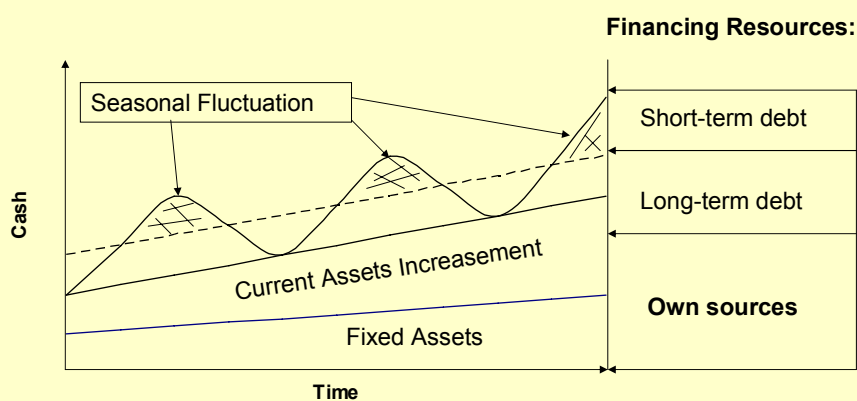 Financing Resources:
Seasonal Fluctuation
Short-term debt
Long-term debt
Cash
Current Assets Increasement
Own sources
Fixed Assets
Time